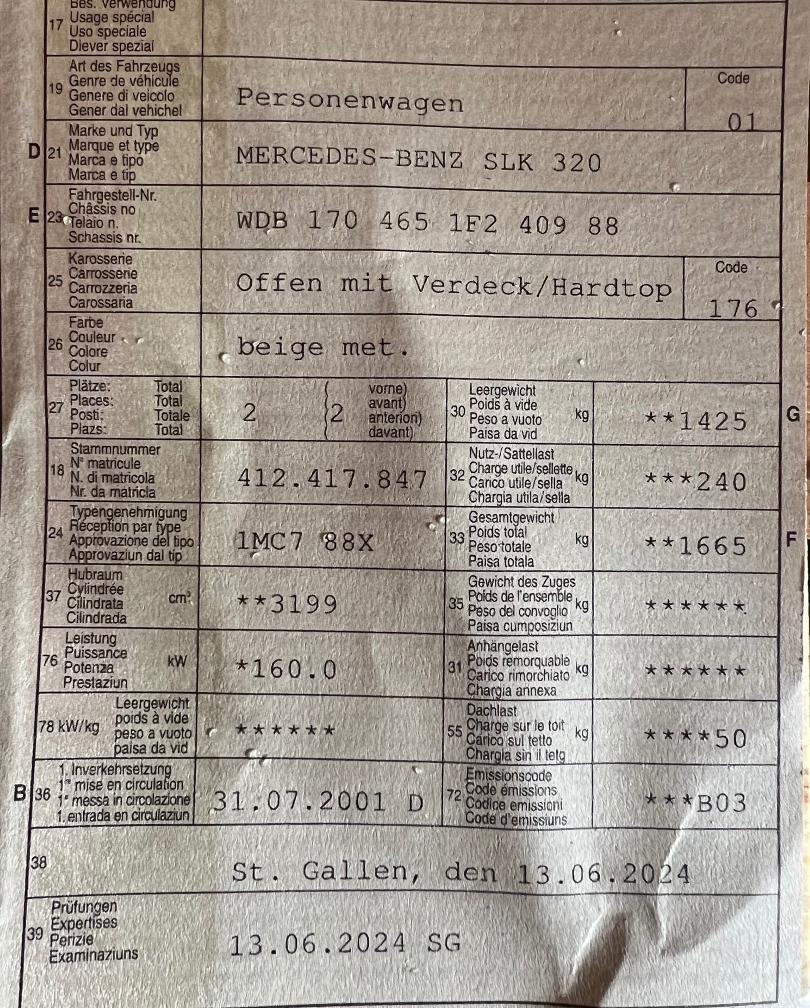 Bes. Verwendung
17 Usage spécial
Uso speciale
Diever spezial
Art des Fahrzeugs
19 Genre de véhicule
Genere di veicolo
Gener dal vehichel
Personenwagen
Code
01
Marke und Typ
D 21 Marque et type
Marca e tipo
Marca e tip
MERCEDES-BENZ SLK 320
Fahrgestell-Nr.
E 23 Châssis no
Telaio n.
Schassis nr.
WDB 170 465 1F2 409 88
Karosserie
25 Carrosserie
Carrozzeria
Carossaria
Offen mit Verdeck/Hardtop
Code
176
Farbe
26 Couleur
Colore
Colur
beige met.
Plätze: Total
27 Places: Total
Posti: Totale
Plazs: Total
2 (2 vorne)
avant)
anteriori)
davant)
Leergewicht
30 Poids à vide kg
Peso a vuoto
Paisa da vid
**1425 G
Stammnummer
18 N° matricule
N. di matricola
Nr. da matricla
412.417.847
Nutz-/Sattellast
32 Charge utile/sellette kg
Carico utile/sella
Chargia utila/sella
***240
Typengenehmigung
24 Réception par type
Approvazione del tipo
Approvaziun dal tip
1MC7 88X
Gesamtgewicht
33 Poids total kg
Peso totale
Paisa totala
**1665 F
Hubraum
37 Cylindrée cm³
Cilindrata
Cilindrada
**3199
Gewicht des Zuges
35 Poids de l'ensemble kg
Peso del convoglio
Paisa cumposiziun
******
Leistung
76 Puissance kW
Potenza
Prestaziun
*160.0
Anhängelast
31 Poids remorquable kg
Carico rimorchiato
Chargia annexa
******
Leergewicht
78 kW/kg poids à vide
peso a vuoto
paisa da vid
******
Dachlast
55 Charge sur le toit kg
Carico sul tetto
Chargia sin il tetg
****50
1. Inverkehrsetzung
B 36 1re mise en circulation
1a messa in circolazione
1. entrada en circulaziun
31.07.2001 D
Emissionscode
72 Code émissions
Codice emissioni
Code d'emissiuns
***B03
38
St. Gallen, den 13.06.2024
Prüfungen
39 Expertises
Perizie
Examinaziuns
13.06.2024 SG